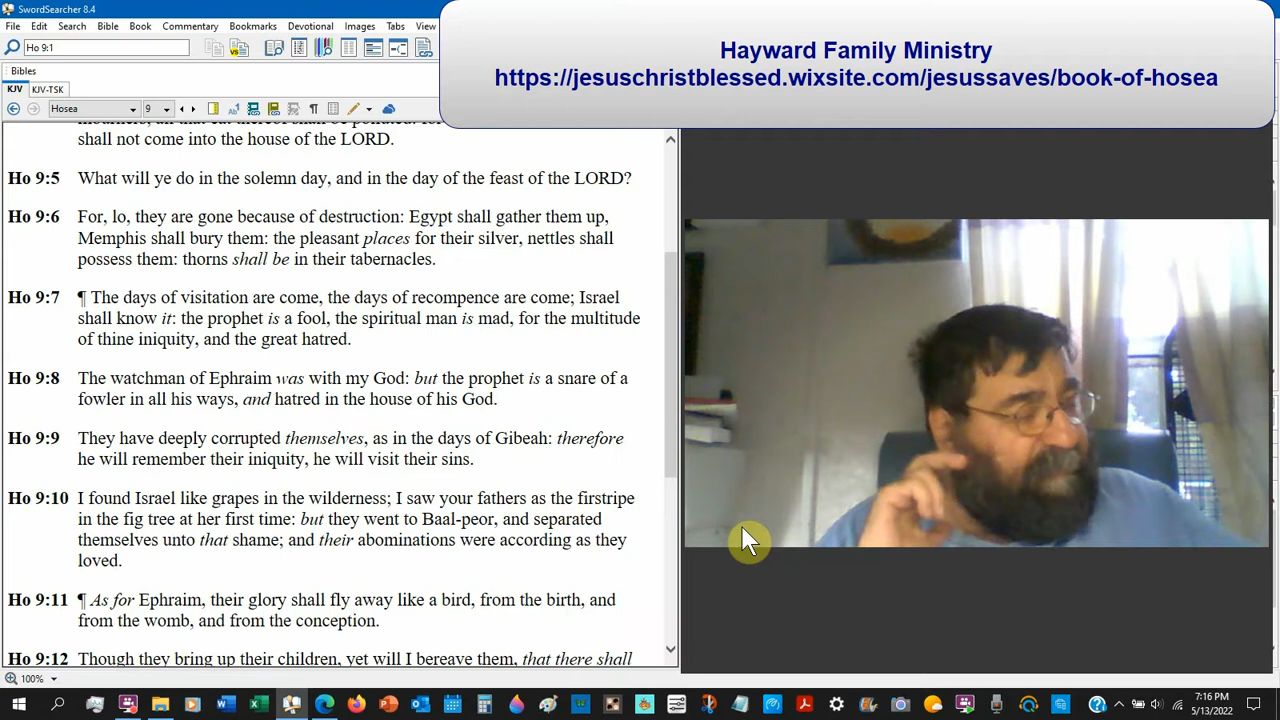 SwordSearcher 8.4
File Edit Search Bible Book Commentary Bookmarks Devotional Images Tabs View
Hayward Family Ministry
https://jesuschristblessed.wixsite.com/jesussaves/book-of-hosea
Ho 9:1
Bibles
KJV KJV-TSK
Hosea 9
shall not come into the house of the LORD.
Ho 9:5 What will ye do in the solemn day, and in the day of the feast of the LORD?
Ho 9:6 For, lo, they are gone because of destruction: Egypt shall gather them up,
Memphis shall bury them: the pleasant places for their silver, nettles shall
possess them: thorns shall be in their tabernacles.
Ho 9:7 ¶ The days of visitation are come, the days of recompence are come; Israel
shall know it: the prophet is a fool, the spiritual man is mad, for the multitude
of thine iniquity, and the great hatred.
Ho 9:8 The watchman of Ephraim was with my God: but the prophet is a snare of a
fowler in all his ways, and hatred in the house of his God.
Ho 9:9 They have deeply corrupted themselves, as in the days of Gibeah: therefore
he will remember their iniquity, he will visit their sins.
Ho 9:10 I found Israel like grapes in the wilderness; I saw your fathers as the firstripe
in the fig tree at her first time: but they went to Baal-peor, and separated
themselves unto that shame; and their abominations were according as they
loved.
Ho 9:11 ¶ As for Ephraim, their glory shall fly away like a bird, from the birth, and
from the womb, and from the conception.
Ho 9:12 Though they bring up their children, yet will I bereave them, that there shall
100%
7:16 PM
5/13/2022